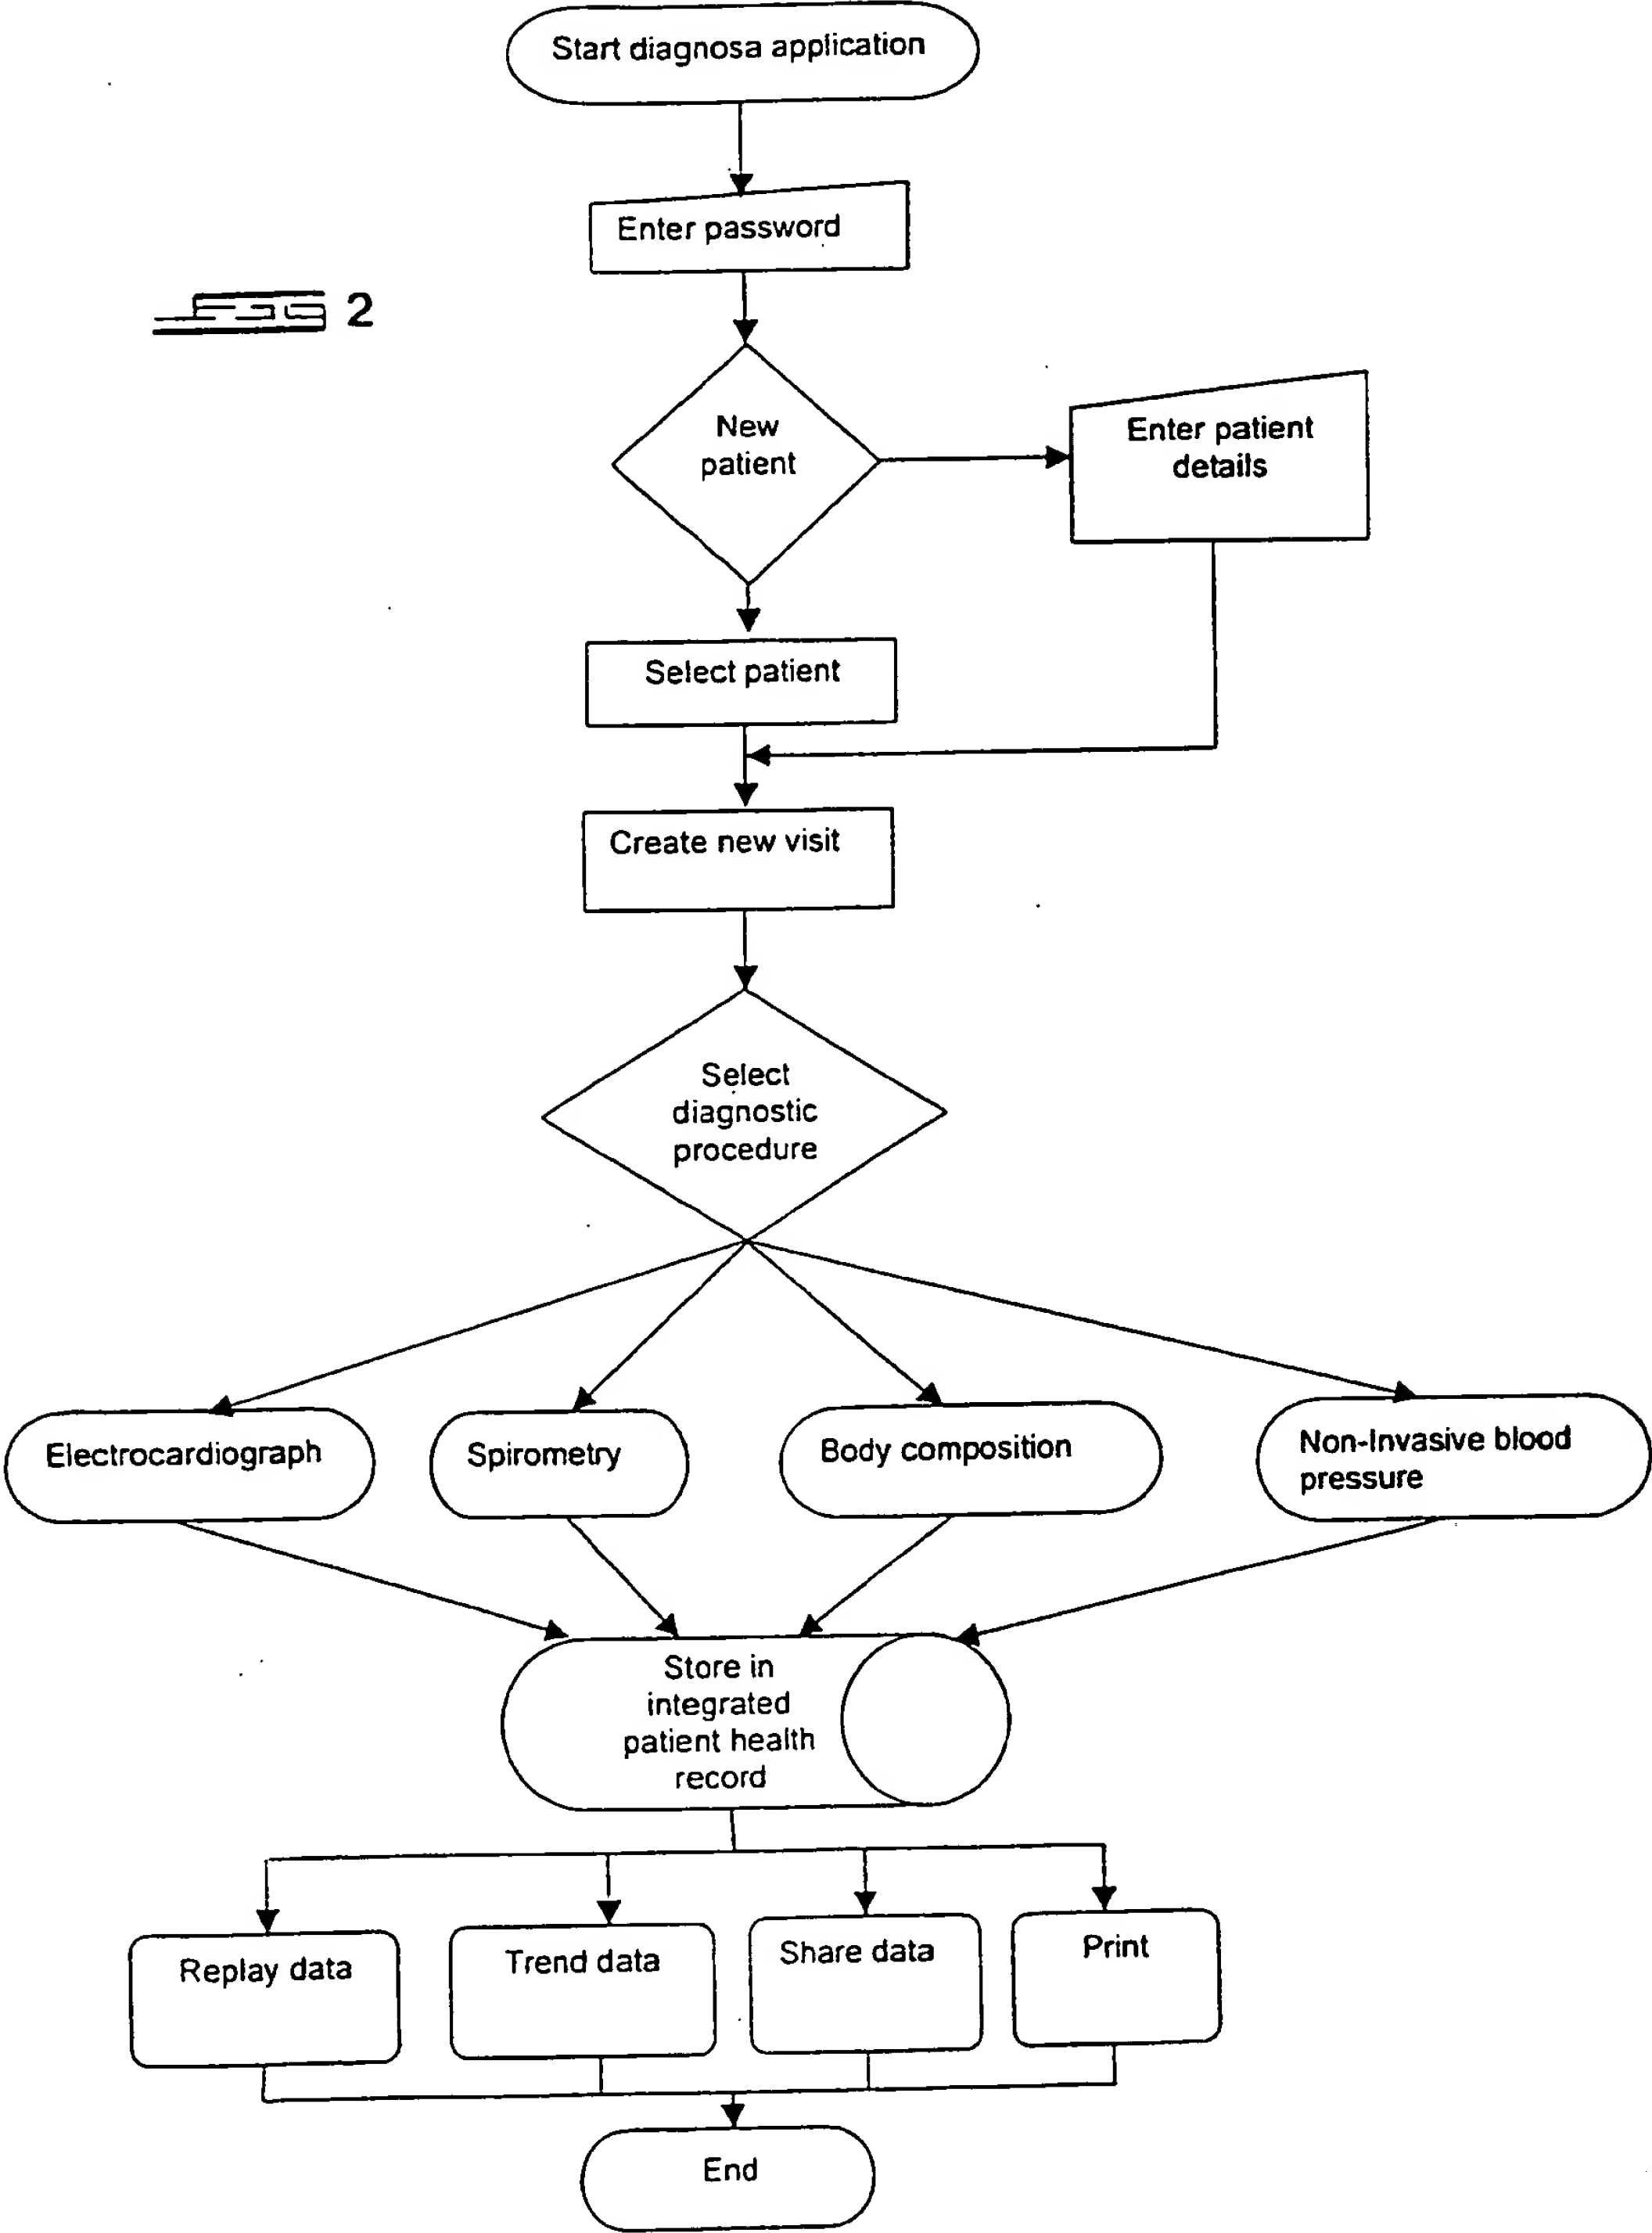 Start diagnosa application
Enter password
FIG 2
New
patient
Enter patient
details
Select patient
Create new visit
Select
diagnostic
procedure
Electrocardiograph
Spirometry
Body composition
Non-Invasive blood
pressure
Store in
integrated
patient health
record
Replay data
Trend data
Share data
Print
End